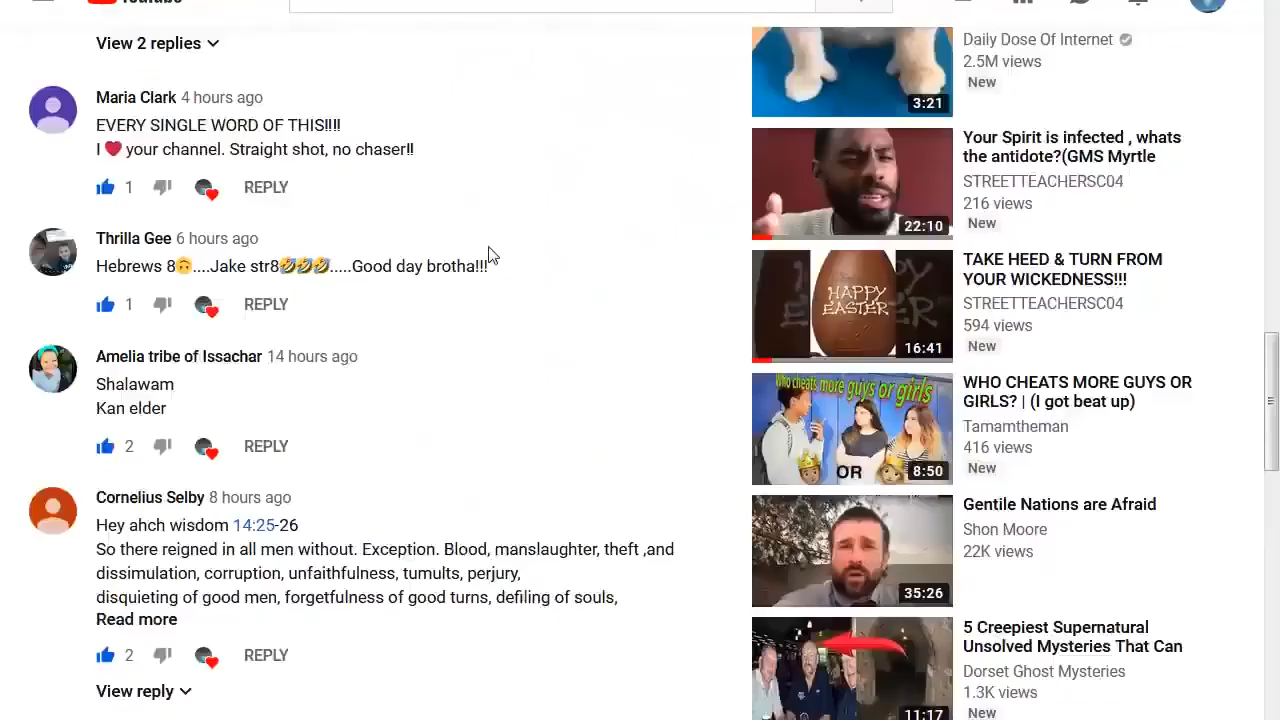 View 2 replies
Maria Clark 4 hours ago
EVERY SINGLE WORD OF THIS!!!!!
I ❤ your channel. Straight shot, no chaser!!
1 REPLY
Thrilla Gee 6 hours ago
Hebrews 8🙃....Jake str8🤣🤣🤣.....Good day brotha!!!
1 REPLY
Amelia tribe of Issachar 14 hours ago
Shalawam
Kan elder
2 REPLY
Cornelius Selby 8 hours ago
Hey ahch wisdom 14:25-26
So there reigned in all men without. Exception. Blood, manslaughter, theft ,and
dissimulation, corruption, unfaithfulness, tumults, perjury,
disquieting of good men, forgetfulness of good turns, defiling of souls,
Read more
2 REPLY
View reply
3:21
Daily Dose Of Internet
2.5M views
New
22:10
Your Spirit is infected , whats
the antidote?(GMS Myrtle
STREETTEACHERSC04
216 views
New
HAPPY
EASTER
16:41
TAKE HEED & TURN FROM
YOUR WICKEDNESS!!!
STREETTEACHERSC04
594 views
New
Who cheats more guys or girls
OR
8:50
WHO CHEATS MORE GUYS OR
GIRLS? | (I got beat up)
Tamamtheman
416 views
New
35:26
Gentile Nations are Afraid
Shon Moore
22K views
11:17
5 Creepiest Supernatural
Unsolved Mysteries That Can
Dorset Ghost Mysteries
1.3K views
New